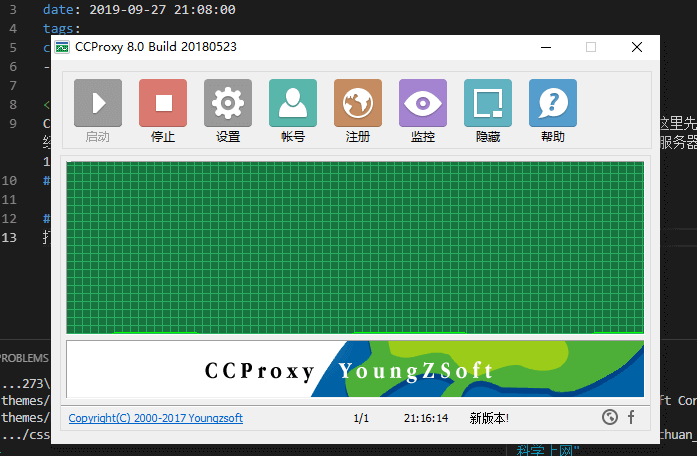 3 date: 2019-09-27 21:08:00
4 tags:
5 c
6 -
7
8 <
9 C
这里先
服务器
1
10 #
11
12 #
13 打
CCProxy 8.0 Build 20180523
启动 停止 设置 帐号 注册 监控 隐藏 帮助
CCProxy YoungZSoft
Copyright(C) 2000-2017 Youngzsoft 1/1 21:16:14 新版本!
PROBLEMS
...273\
themes/ ft Cor
themes/
.../css chuan_
科学上网"